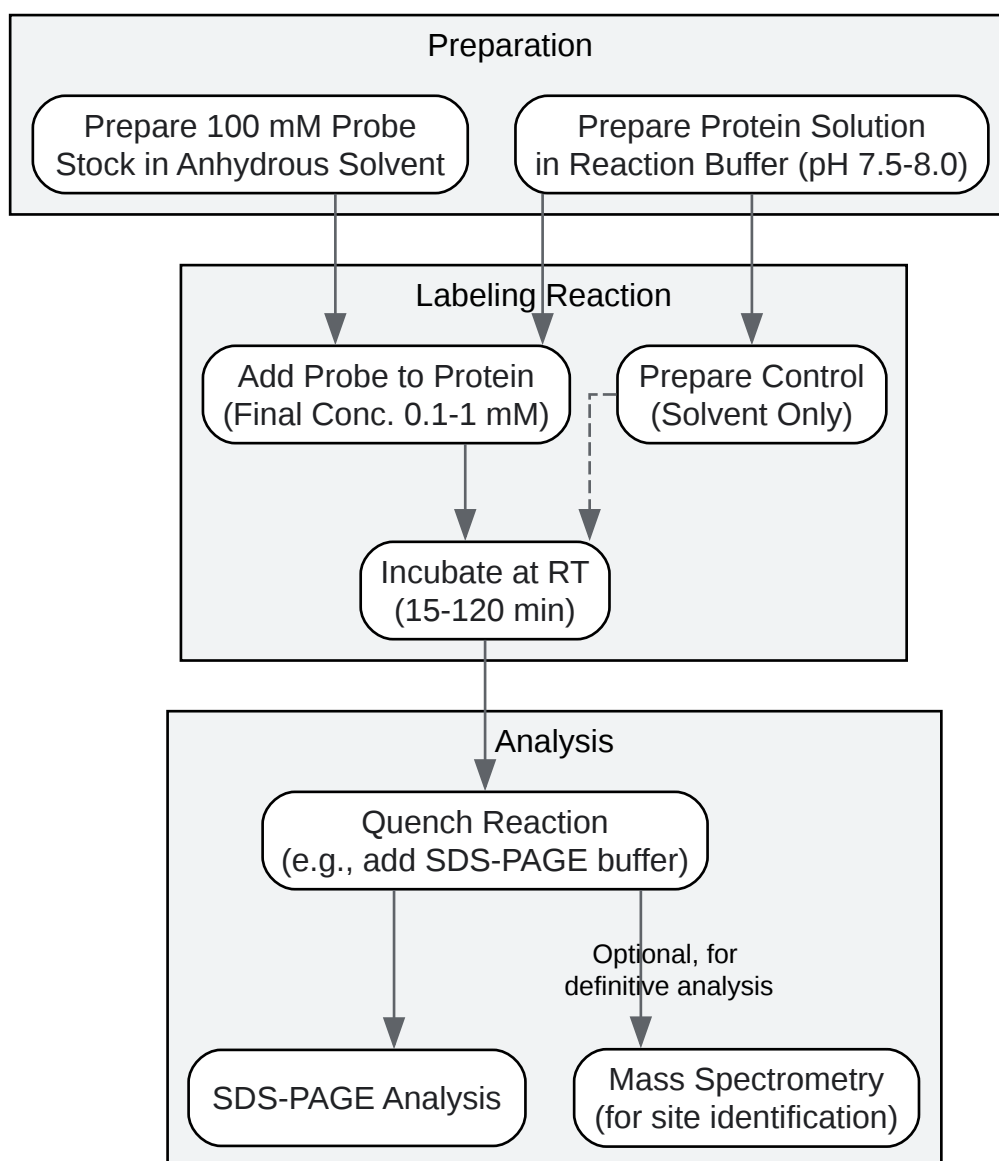 Preparation
Prepare 100 mM Probe
Stock in Anhydrous Solvent
Prepare Protein Solution
in Reaction Buffer (pH 7.5-8.0)
Labeling Reaction
Add Probe to Protein
(Final Conc. 0.1-1 mM)
Prepare Control
(Solvent Only)
Incubate at RT
(15-120 min)
Analysis
Quench Reaction
(e.g., add SDS-PAGE buffer)
Optional, for
definitive analysis
SDS-PAGE Analysis
Mass Spectrometry
(for site identification)